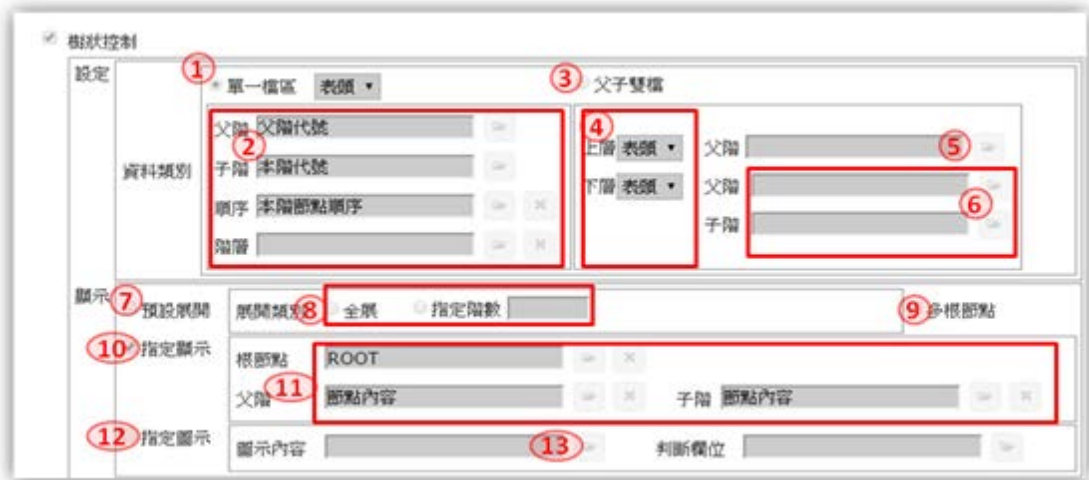 樹狀控制
設定
① 單一檔區 表頭 ③ 父子雙檔
資料類別
父階 父階代號
②
子階 本階代號
順序 本階節點順序
階層
④
上層 表頭 父階 ⑤
下層 表頭 父階
⑥
子階
顯示
⑦ 預設展開 展開類別 ⑧ 全展 指定階數 ⑨ 多根節點
⑩ 指定顯示 根節點 ROOT
父階 ⑪ 節點內容 子階 節點內容
⑫ 指定圖示 圖示內容 ⑬ 判斷欄位